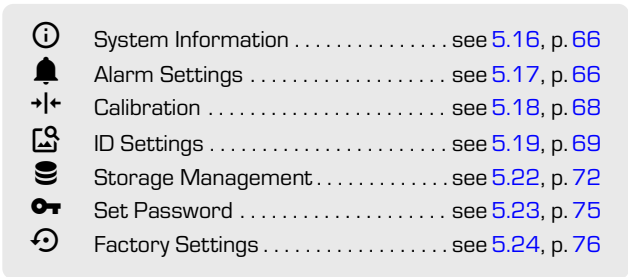 System Information . . . . . . . . . . . . . . . see 5.16, p. 66
Alarm Settings . . . . . . . . . . . . . . . . . . . see 5.17, p. 66
Calibration . . . . . . . . . . . . . . . . . . . . . . . see 5.18, p. 68
ID Settings . . . . . . . . . . . . . . . . . . . . . . . see 5.19, p. 69
Storage Management . . . . . . . . . . . . . see 5.22, p. 72
Set Password . . . . . . . . . . . . . . . . . . . . see 5.23, p. 75
Factory Settings . . . . . . . . . . . . . . . . . . see 5.24, p. 76